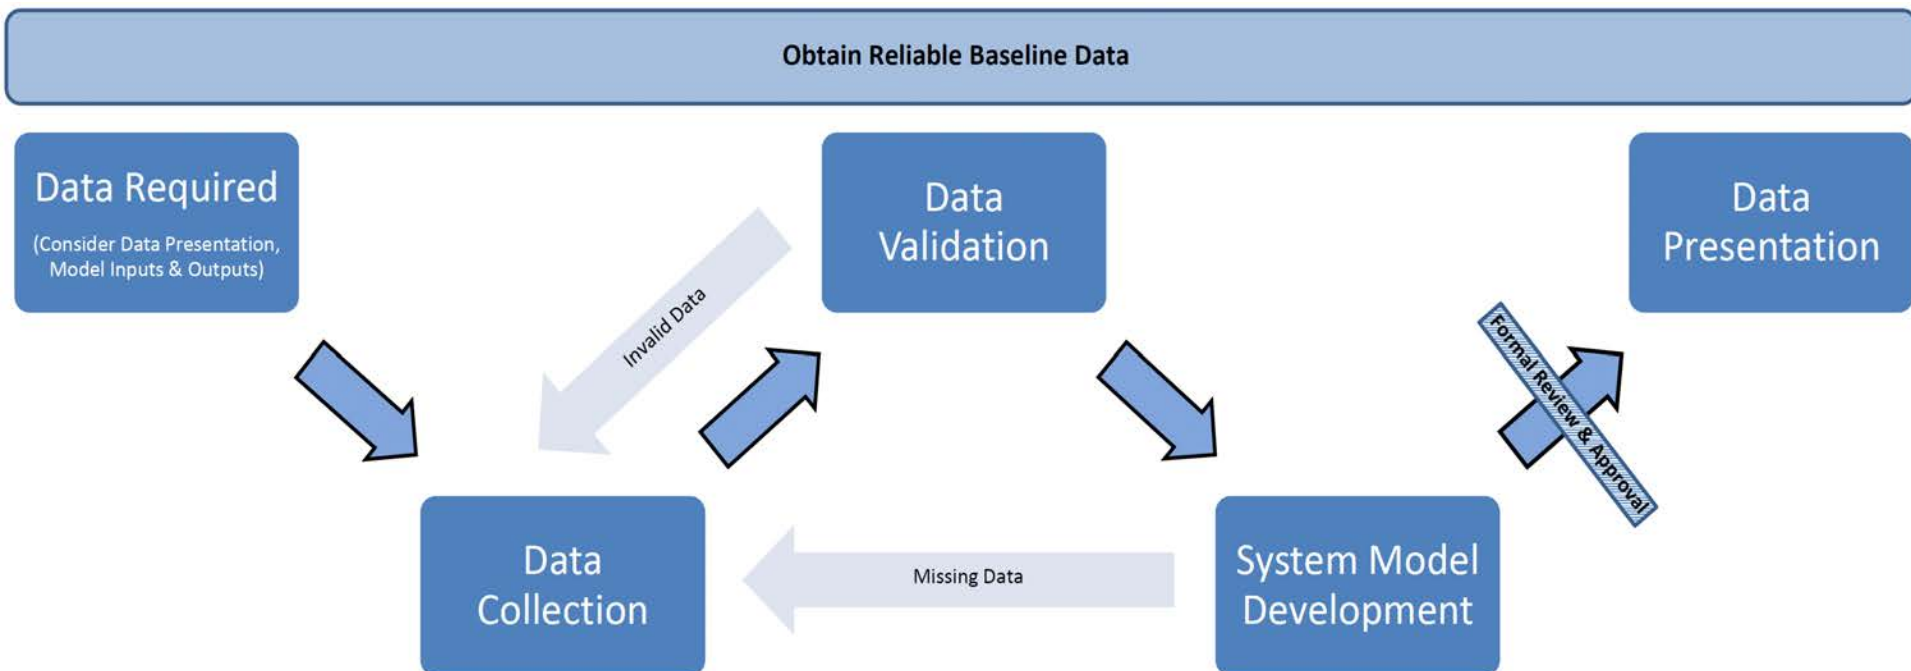 Obtain Reliable Baseline Data
Data Required
(Consider Data Presentation,
Model Inputs & Outputs)
Data
Validation
Data
Presentation
Invalid Data
Formal Review & Approval
Data
Collection
Missing Data
System Model
Development